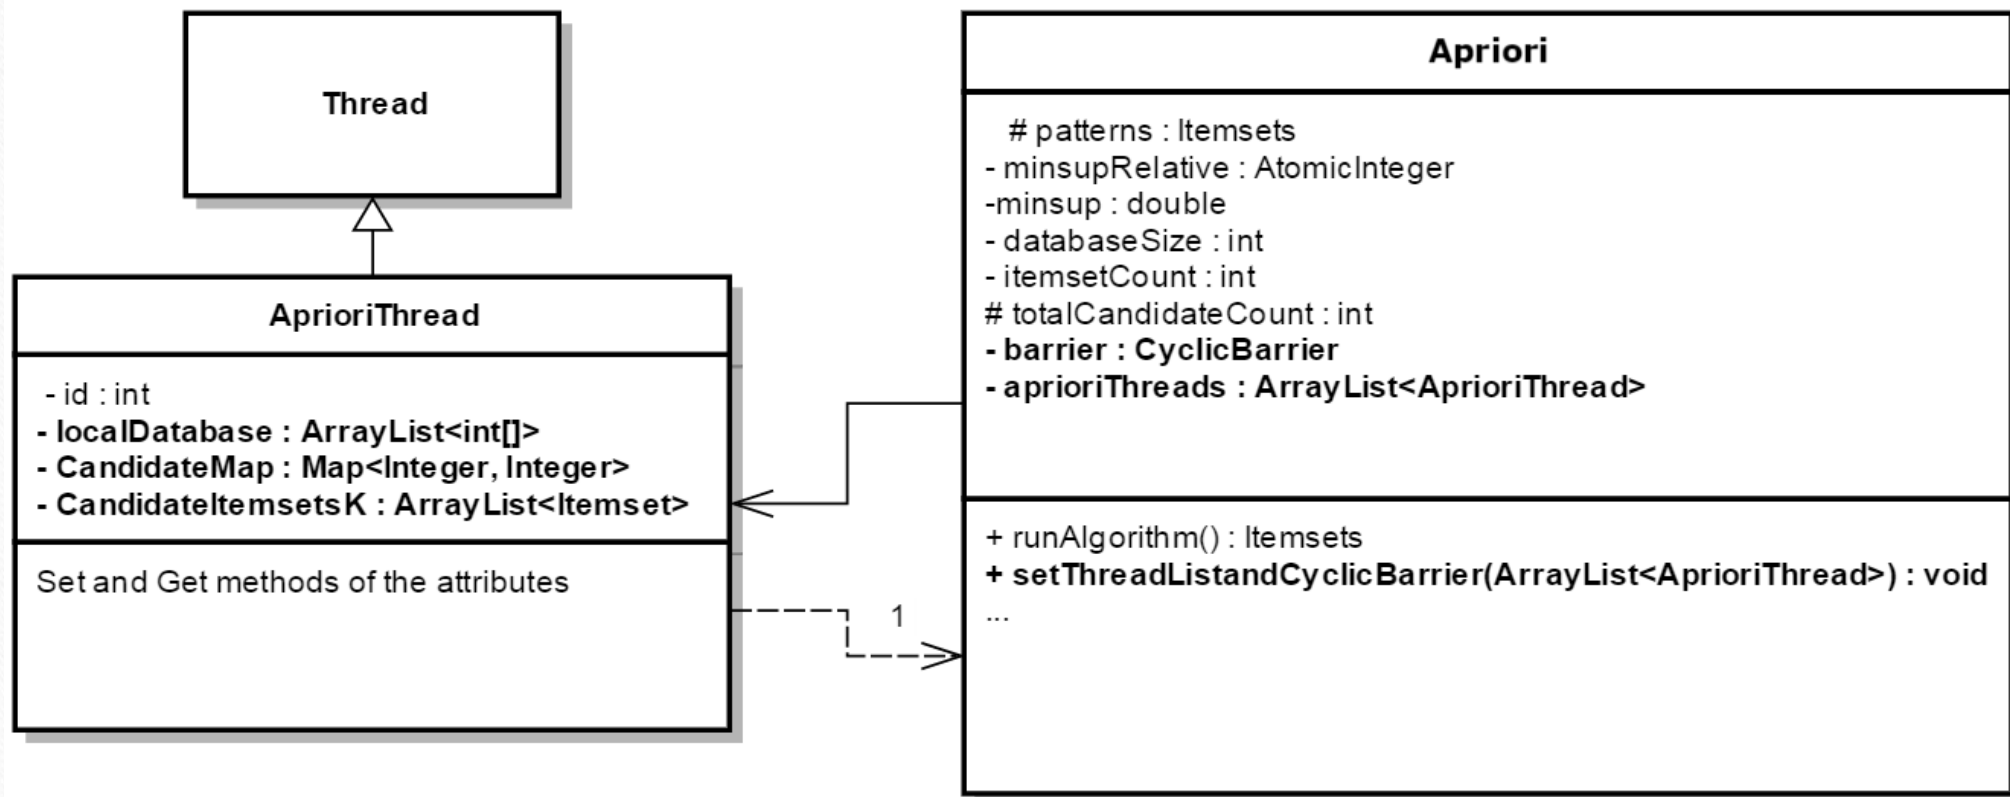 Thread
AprioriThread
- id : int
- localDatabase : ArrayList<int[]>
- CandidateMap : Map<Integer, Integer>
- CandidateItemsetsK : ArrayList<Itemset>
Set and Get methods of the attributes
1
Apriori
# patterns : Itemsets
- minsupRelative : AtomicInteger
-minsup : double
- databaseSize : int
- itemsetCount : int
# totalCandidateCount : int
- barrier : CyclicBarrier
- aprioriThreads : ArrayList<AprioriThread>
+ runAlgorithm() : Itemsets
+ setThreadListandCyclicBarrier(ArrayList<AprioriThread>) : void
...